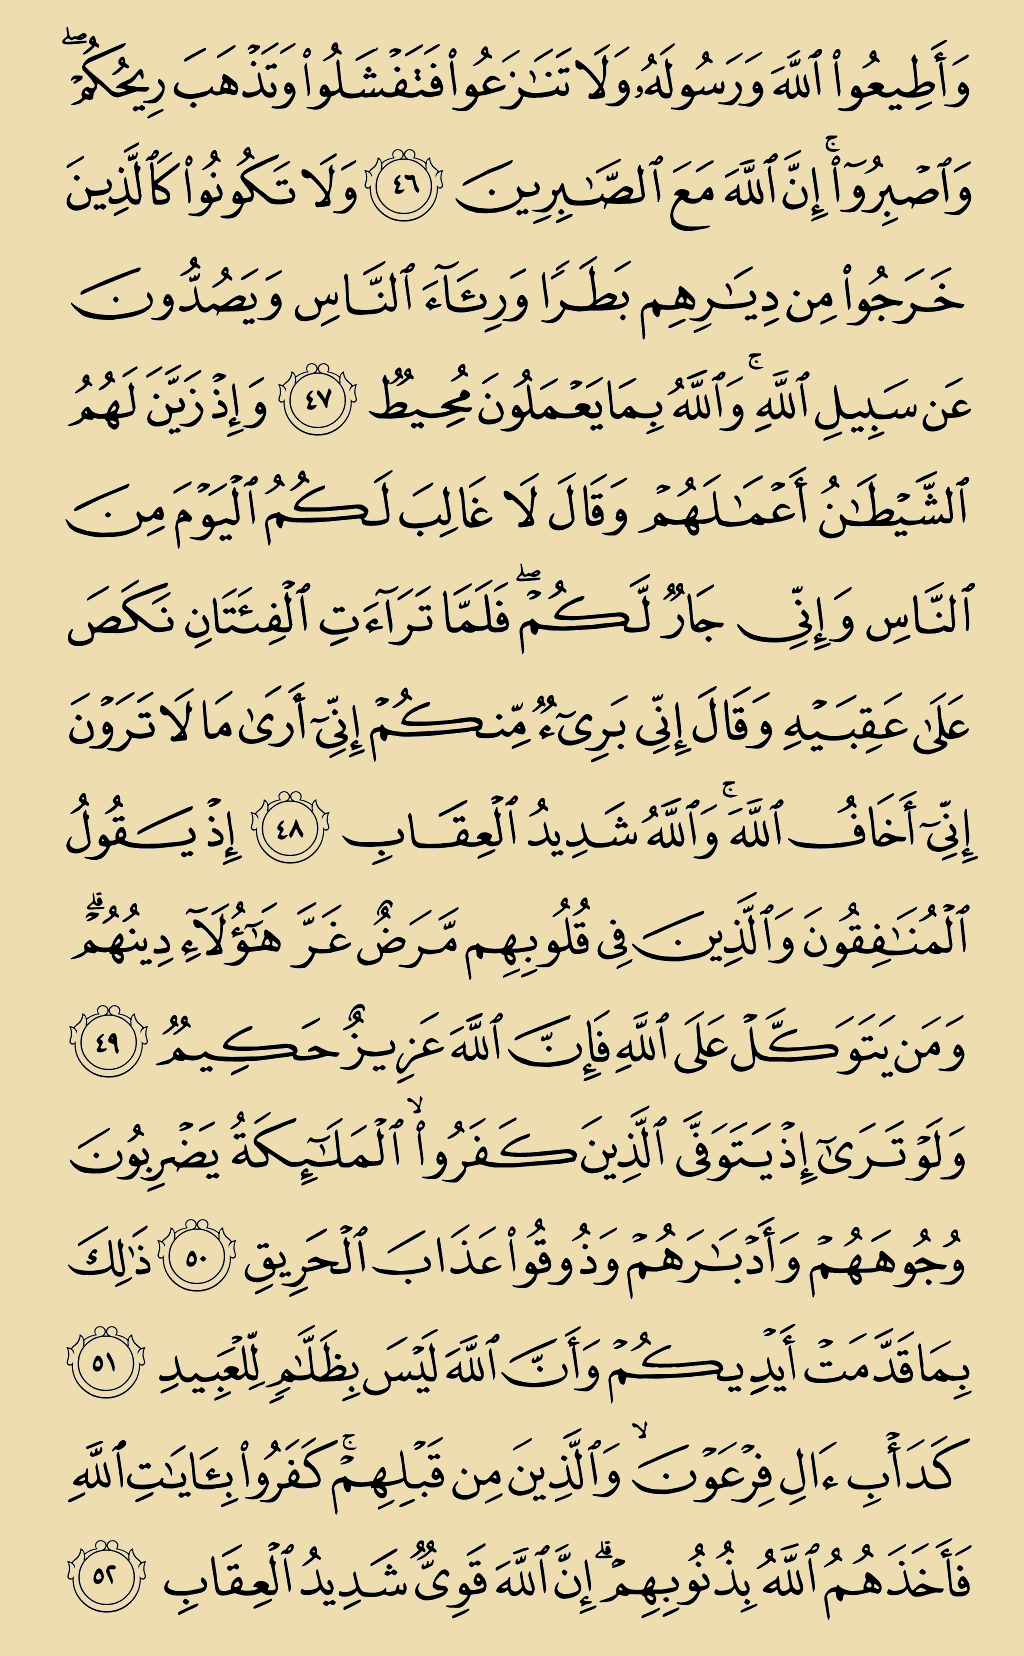 وَأَطِيعُوا۟ ٱللَّهَ وَرَسُولَهُۥ وَلَا تَنَـٰزَعُوا۟ فَتَفْشَلُوا۟ وَتَذْهَبَ رِيحُكُمْ ۖ
وَٱصْبِرُوٓا۟ ۚ إِنَّ ٱللَّهَ مَعَ ٱلصَّـٰبِرِينَ ٤٦ وَلَا تَكُونُوا۟ كَٱلَّذِينَ
خَرَجُوا۟ مِن دِيَـٰرِهِم بَطَرًا وَرِئَآءَ ٱلنَّاسِ وَيَصُدُّونَ
عَن سَبِيلِ ٱللَّهِ ۚ وَٱللَّهُ بِمَا يَعْمَلُونَ مُحِيطٌ ٤٧ وَإِذْ زَيَّنَ لَهُمُ
ٱلشَّيْطَـٰنُ أَعْمَـٰلَهُمْ وَقَالَ لَا غَالِبَ لَكُمُ ٱلْيَوْمَ مِنَ
ٱلنَّاسِ وَإِنِّى جَارٌ لَّكُمْ ۖ فَلَمَّا تَرَآءَتِ ٱلْفِئَتَانِ نَكَصَ
عَلَىٰ عَقِبَيْهِ وَقَالَ إِنِّى بَرِىٓءٌ مِّنكُمْ إِنِّىٓ أَرَىٰ مَا لَا تَرَوْنَ
إِنِّىٓ أَخَافُ ٱللَّهَ ۚ وَٱللَّهُ شَدِيدُ ٱلْعِقَابِ ٤٨ إِذْ يَقُولُ
ٱلْمُنَـٰفِقُونَ وَٱلَّذِينَ فِى قُلُوبِهِم مَّرَضٌ غَرَّ هَـٰٓؤُلَآءِ دِينُهُمْ ۗ
وَمَن يَتَوَكَّلْ عَلَى ٱللَّهِ فَإِنَّ ٱللَّهَ عَزِيزٌ حَكِيمٌ ٤٩
وَلَوْ تَرَىٰٓ إِذْ يَتَوَفَّى ٱلَّذِينَ كَفَرُوا۟ ۙ ٱلْمَلَـٰٓئِكَةُ يَضْرِبُونَ
وُجُوهَهُمْ وَأَدْبَـٰرَهُمْ وَذُوقُوا۟ عَذَابَ ٱلْحَرِيقِ ٥٠ ذَٰلِكَ
بِمَا قَدَّمَتْ أَيْدِيكُمْ وَأَنَّ ٱللَّهَ لَيْسَ بِظَلَّـٰمٍ لِّلْعَبِيدِ ٥١
كَدَأْبِ ءَالِ فِرْعَوْنَ ۙ وَٱلَّذِينَ مِن قَبْلِهِمْ ۚ كَفَرُوا۟ بِـَٔايَـٰتِ ٱللَّهِ
فَأَخَذَهُمُ ٱللَّهُ بِذُنُوبِهِمْ ۗ إِنَّ ٱللَّهَ قَوِىٌّ شَدِيدُ ٱلْعِقَابِ ٥٢